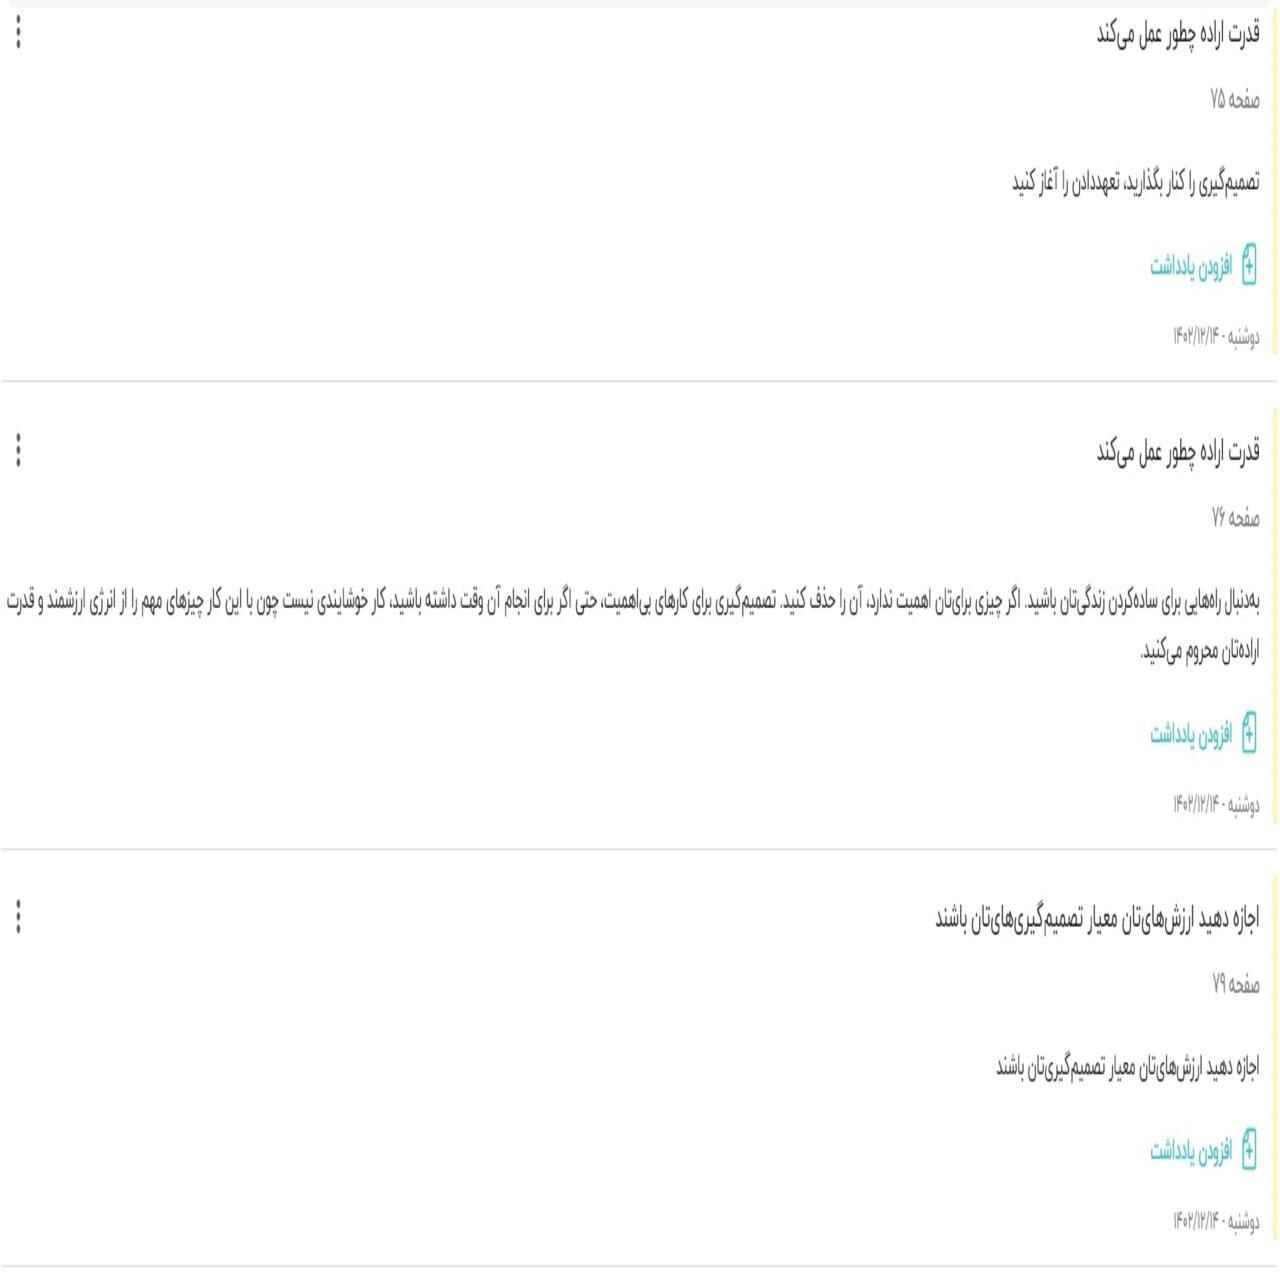 قدرت اراده چطور عمل می‌کند
صفحه ۷۵
تصمیم‌گیری را کنار بگذارید، تعهددادن را آغاز کنید
افزودن یادداشت
دوشنبه - ۱۴۰۲/۱۲/۱۴
قدرت اراده چطور عمل می‌کند
صفحه ۷۶
به‌دنبال راه‌هایی برای ساده‌کردن زندگی‌تان باشید. اگر چیزی برای‌تان اهمیت ندارد، آن را حذف کنید. تصمیم‌گیری برای کارهای بی‌اهمیت، حتی اگر برای انجام آن وقت داشته باشید، کار خوشایندی نیست چون با این کار چیزهای مهم را از انرژی ارزشمند و قدرت
اراده‌تان محروم می‌کنید.
افزودن یادداشت
دوشنبه - ۱۴۰۲/۱۲/۱۴
اجازه دهید ارزش‌های‌تان معیار تصمیم‌گیری‌های‌تان باشند
صفحه ۷۹
اجازه دهید ارزش‌های‌تان معیار تصمیم‌گیری‌تان باشند
افزودن یادداشت
دوشنبه - ۱۴۰۲/۱۲/۱۴